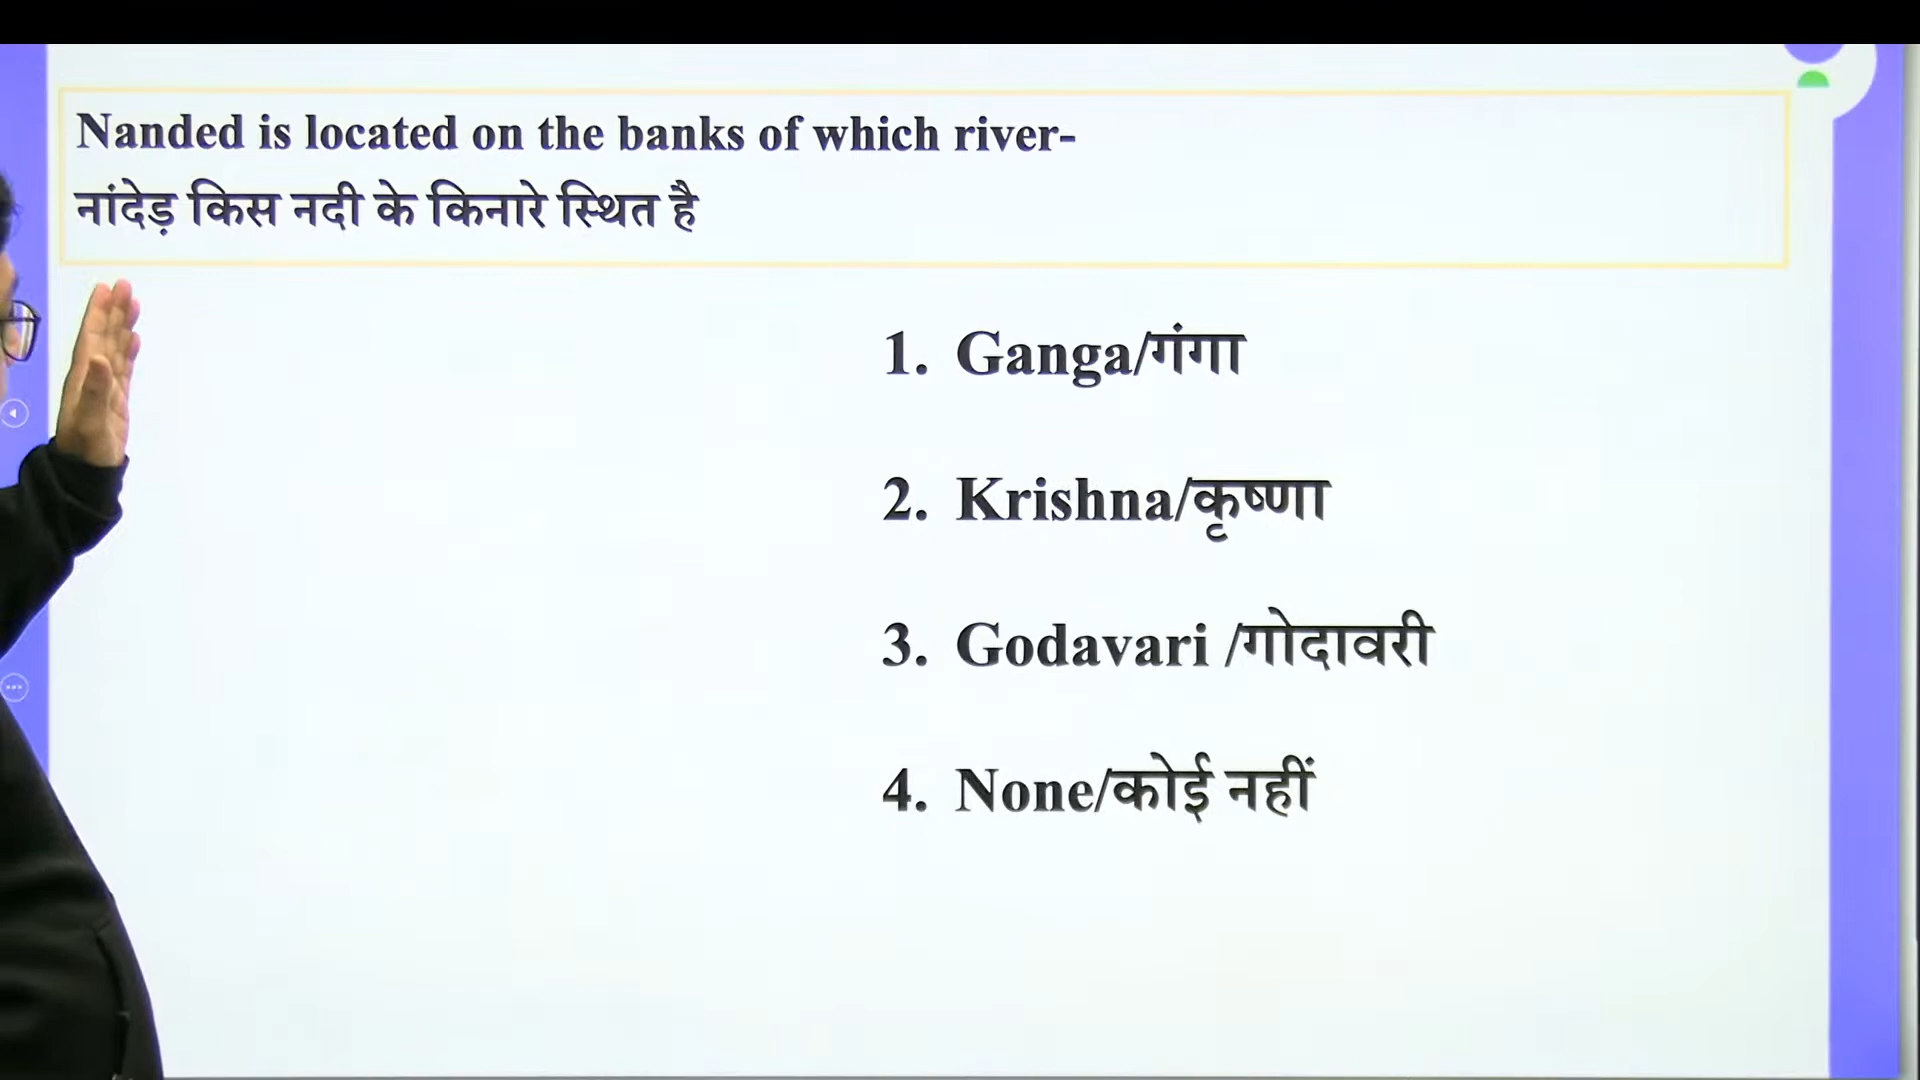 Nanded is located on the banks of which river-
नांदेड़ किस नदी के किनारे स्थित है
1. Ganga/गंगा
2. Krishna/कृष्णा
3. Godavari /गोदावरी
4. None/कोई नहीं